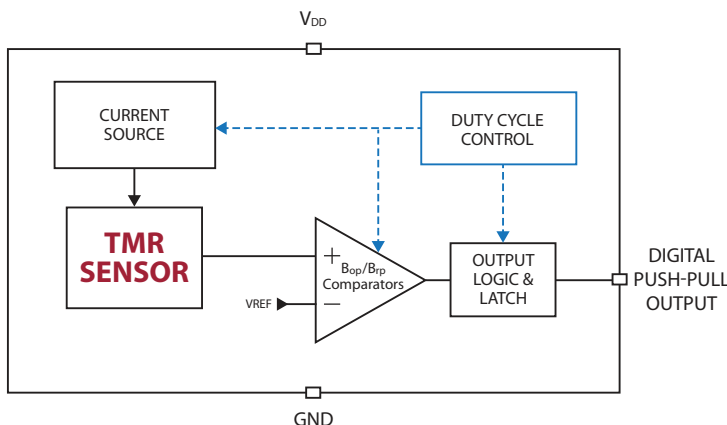 VDD
CURRENT
SOURCE
DUTY CYCLE
CONTROL
TMR
SENSOR
+
Bop/Brp
Comparators
VREF
−
OUTPUT
LOGIC &
LATCH
DIGITAL
PUSH-PULL
OUTPUT
GND